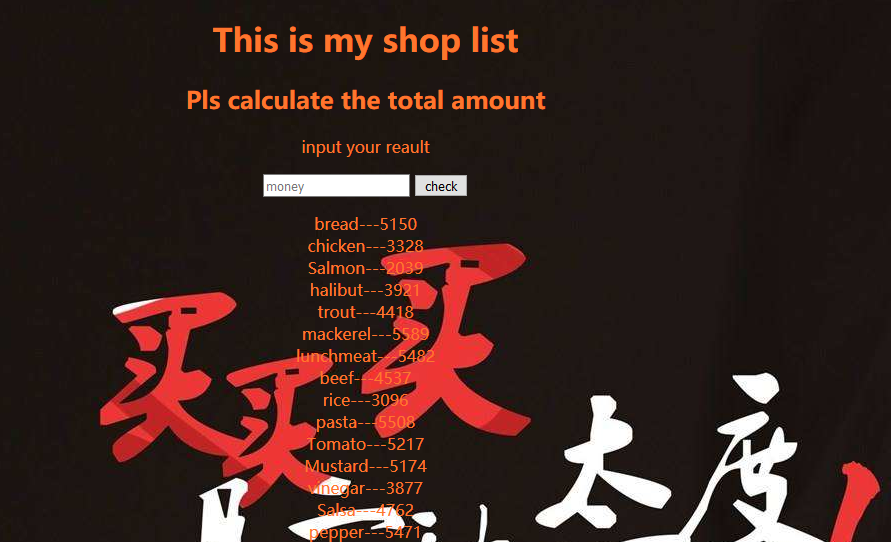 This is my shop list
Pls calculate the total amount
input your reault
money
check
bread---5150
chicken---3328
Salmon---2039
halibut---3921
trout---4418
mackerel---5589
lunchmeat---5482
beef---4537
rice---3096
pasta---5508
Tomato---5217
Mustard---5174
vinegar---3877
Salsa---4762
pepper---5471
买买买
太度!